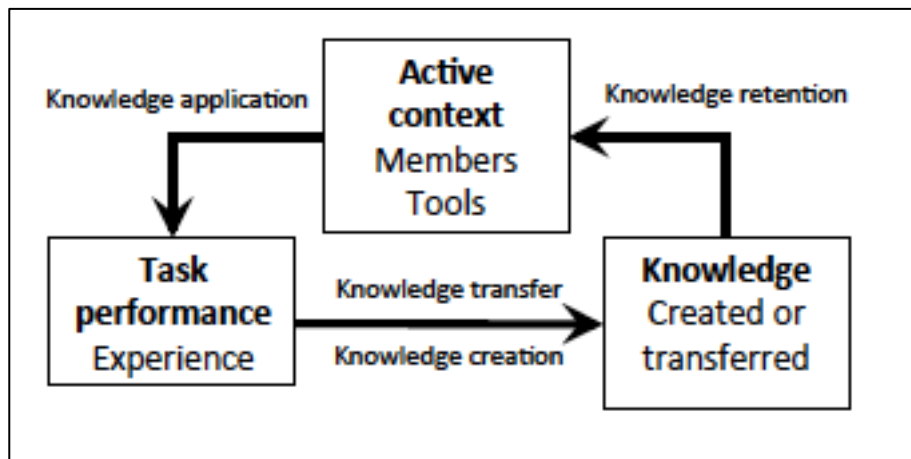 Active
context
Members
Tools
Knowledge application
Knowledge retention
Task
performance
Experience
Knowledge transfer
Knowledge creation
Knowledge
Created or
transferred